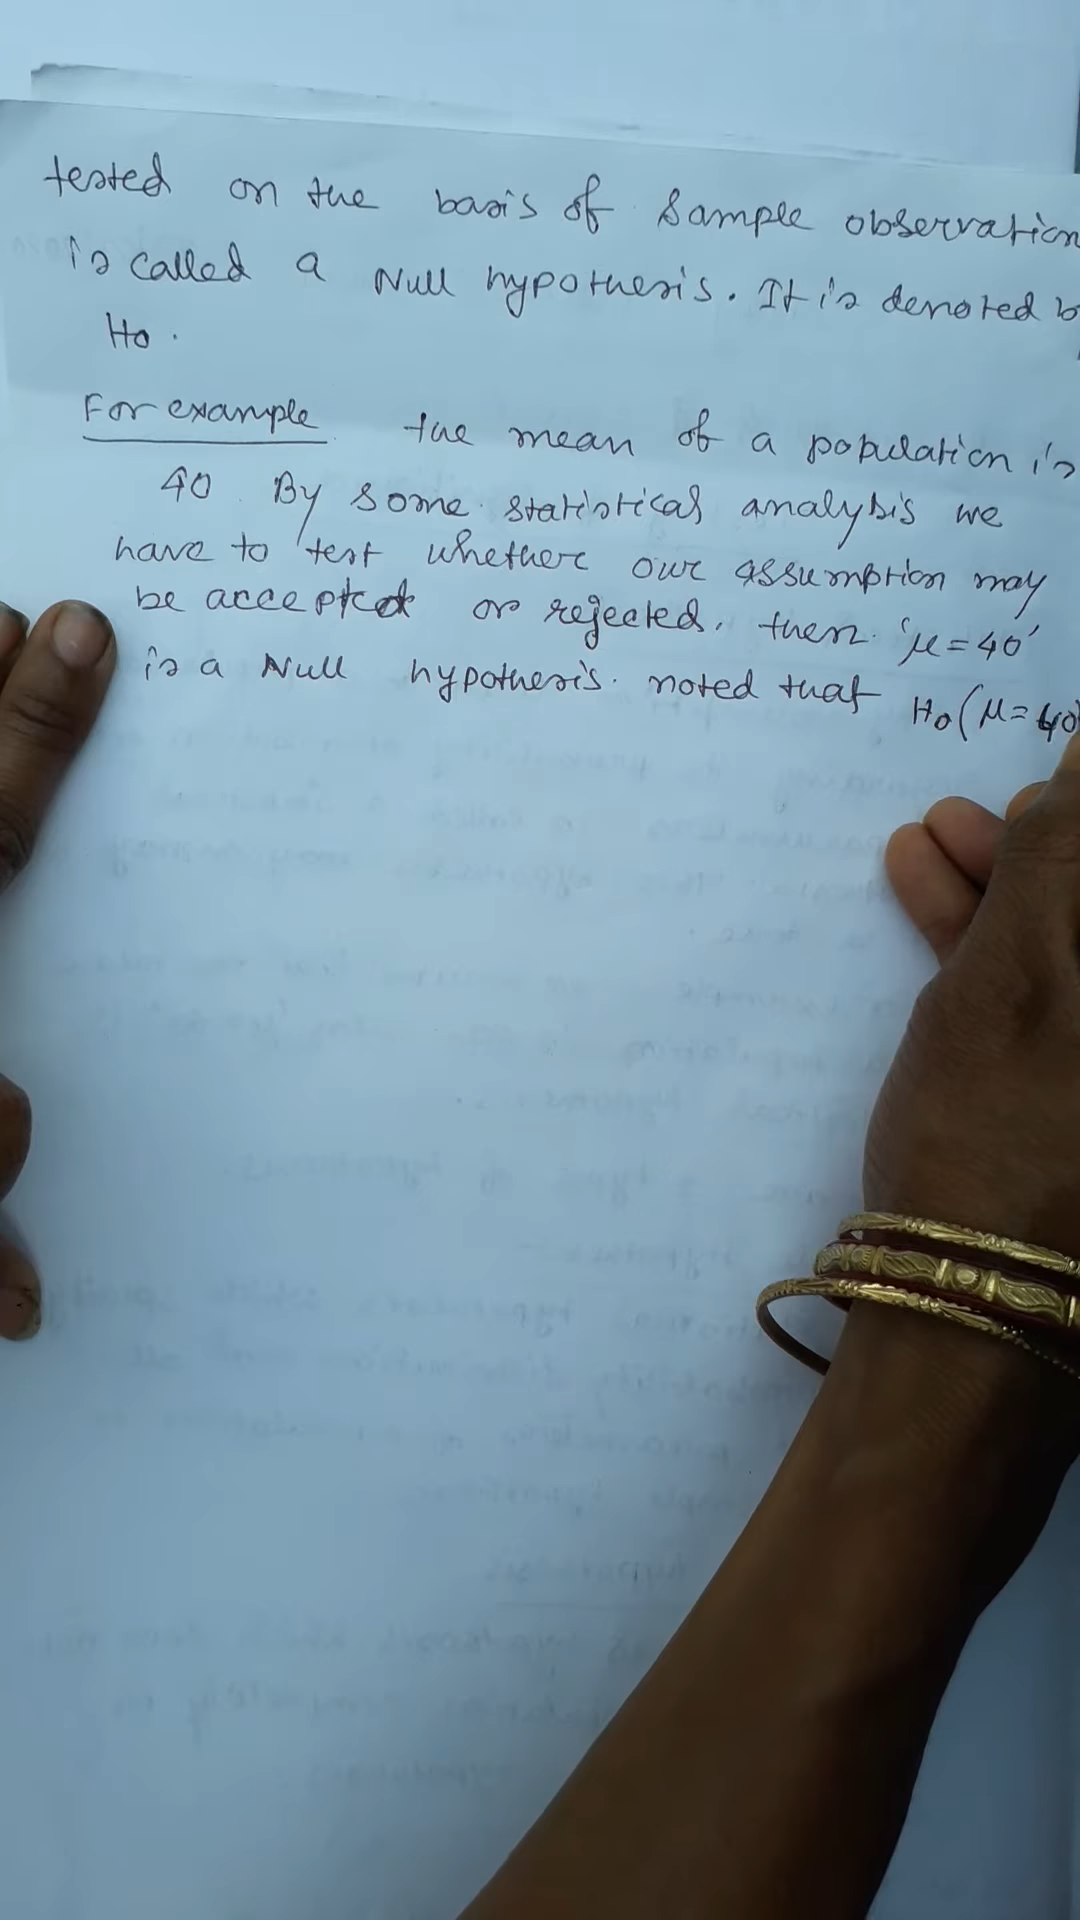 tested on the basis of sample observation
is called a Null hypothesis. It is denoted b
Ho.
For example the mean of a population is
40. By some statistical analysis we
have to test whether our assumption may
be accepted or rejected. then 'μ=40'
is a Null hypothesis. noted that Ho(μ=40)